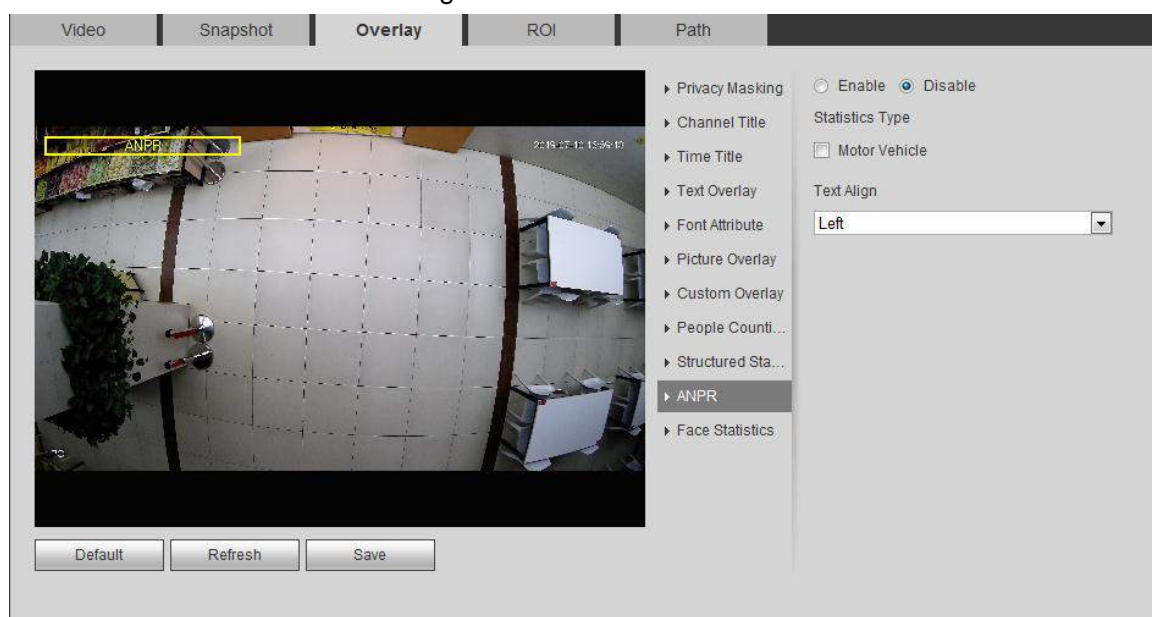 Video Snapshot Overlay ROI Path
ANPR
Privacy Masking
Channel Title
Time Title
Text Overlay
Font Attribute
Picture Overlay
Custom Overlay
People Counti...
Structured Sta...
ANPR
Face Statistics
Enable Disable
Statistics Type
Motor Vehicle
Text Align
Left
Default Refresh Save